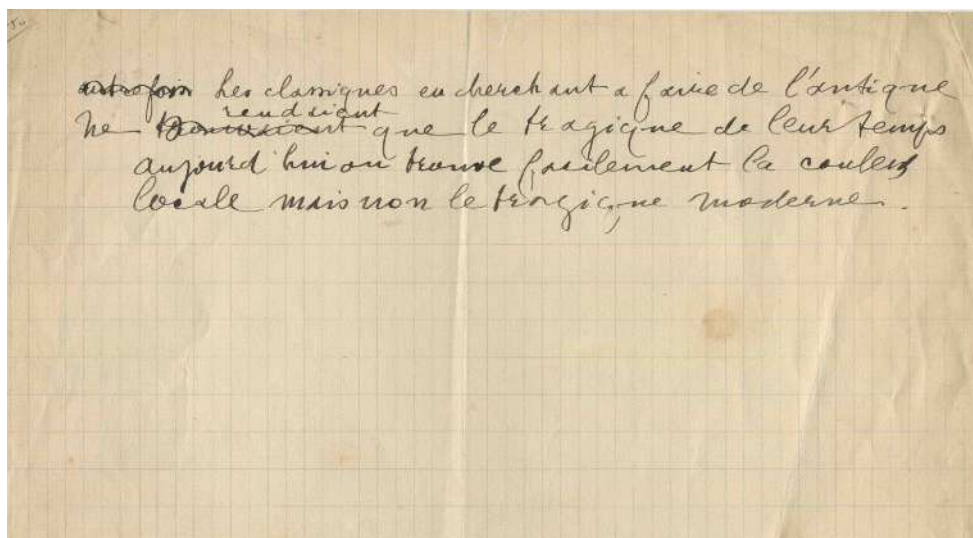 Les classiques en cherchant a faire de l'antique
ne rendaient que le tragique de leur temps
aujourd'hui on trouve facilement la couleur
locale mais non le tragique moderne.